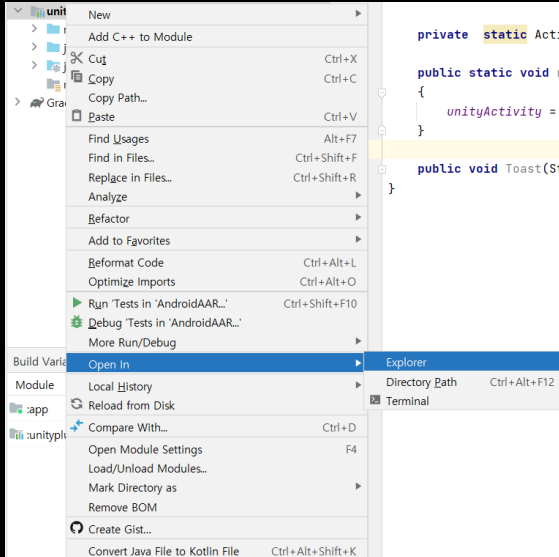 New
Add C++ to Module
Cut Ctrl+X
Copy Ctrl+C
Copy Path...
Paste Ctrl+V
Find Usages Alt+F7
Find in Files... Ctrl+Shift+F
Replace in Files... Ctrl+Shift+R
Analyze
Refactor
Add to Favorites
Reformat Code Ctrl+Alt+L
Optimize Imports Ctrl+Alt+O
Run 'Tests in 'AndroidAAR...' Ctrl+Shift+F10
Debug 'Tests in 'AndroidAAR...'
More Run/Debug
Open In
Local History
Reload from Disk
Compare With... Ctrl+D
Open Module Settings F4
Load/Unload Modules...
Mark Directory as
Remove BOM
Create Gist...
Convert Java File to Kotlin File Ctrl+Alt+Shift+K
Explorer
Directory Path Ctrl+Alt+F12
Terminal
unit
Gra
Build Varia
Module
:app
:unityplu
private static Acti
public static void
{
unityActivity =
}
public void Toast(St
}